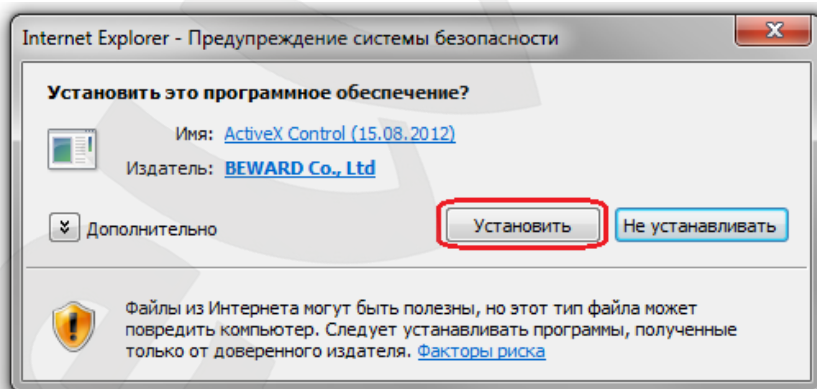 Internet Explorer - Предупреждение системы безопасности
Установить это программное обеспечение?
Имя: ActiveX Control (15.08.2012)
Издатель: BEWARD Co., Ltd
Дополнительно
Установить
Не устанавливать
Файлы из Интернета могут быть полезны, но этот тип файла может
повредить компьютер. Следует устанавливать программы, полученные
только от доверенного издателя. Факторы риска